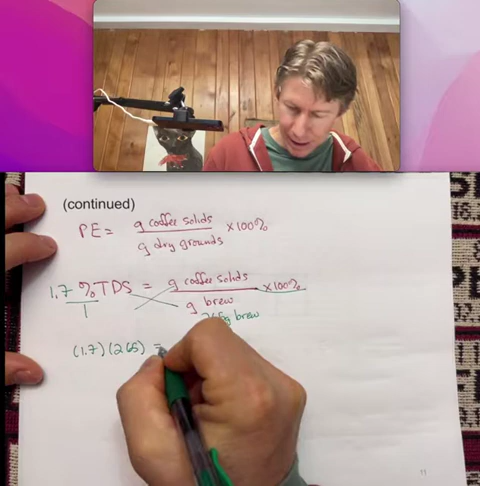 (continued)
PE = g coffee solids × 100%
g dry grounds
1.7 % TDS = g coffee solids × 100%
1 g brew
265g brew
(1.7)(265) =